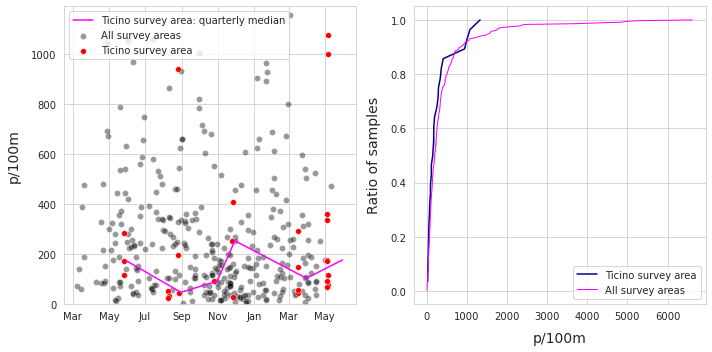 Ticino survey area: quarterly median
All survey areas
Ticino survey area
p/100m
1000
800
600
400
200
0
Mar May Jul Sep Nov Jan Mar May
Ratio of samples
1.0
0.8
0.6
0.4
0.2
0.0
Ticino survey area
All survey areas
0 1000 2000 3000 4000 5000 6000
p/100m